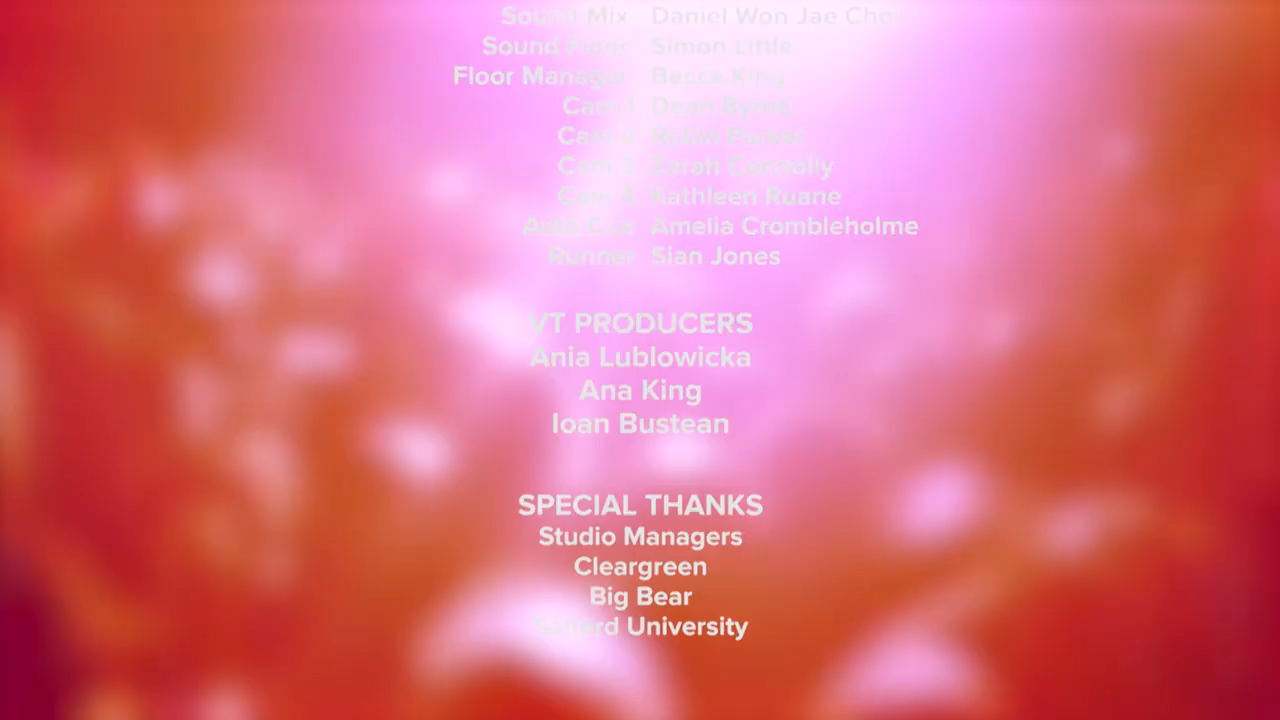 Sound Mix Daniel Won Jae Choi
Sound Floor Simon Little
Floor Manager Becca King
Cam 1 Dean Byrne
Cam 2 Robin Parker
Cam 3 Zarah Connolly
Cam 4 Kathleen Ruane
Auto Cue Amelia Crombleholme
Runner Sian Jones
VT PRODUCERS
Ania Lublowicka
Ana King
Ioan Bustean
SPECIAL THANKS
Studio Managers
Cleargreen
Big Bear
Salford University